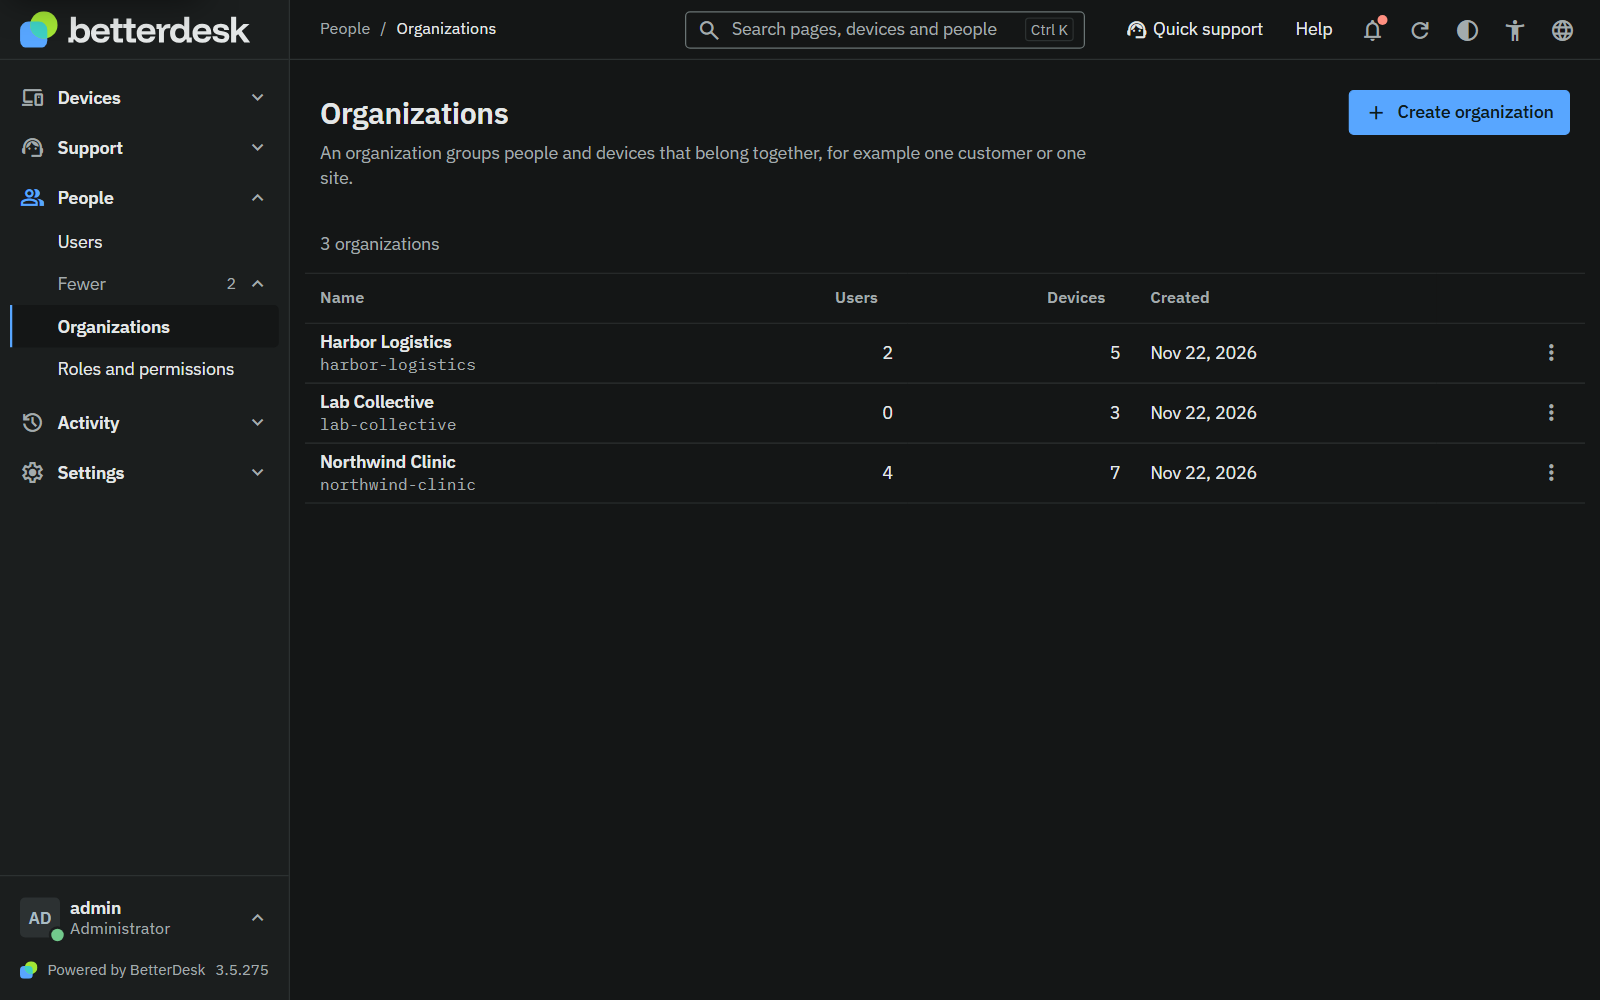 betterdesk
People / Organizations
Search pages, devices and people
Ctrl K
Quick support
Help
Devices
Support
People
Users
Fewer 2
Organizations
Roles and permissions
Activity
Settings
Organizations
Create organization
An organization groups people and devices that belong together, for example one customer or one
site.
3 organizations
Name Users Devices Created
Harbor Logistics
harbor-logistics
2 5 Nov 22, 2026
Lab Collective
lab-collective
0 3 Nov 22, 2026
Northwind Clinic
northwind-clinic
4 7 Nov 22, 2026
AD
admin
Administrator
Powered by BetterDesk 3.5.275